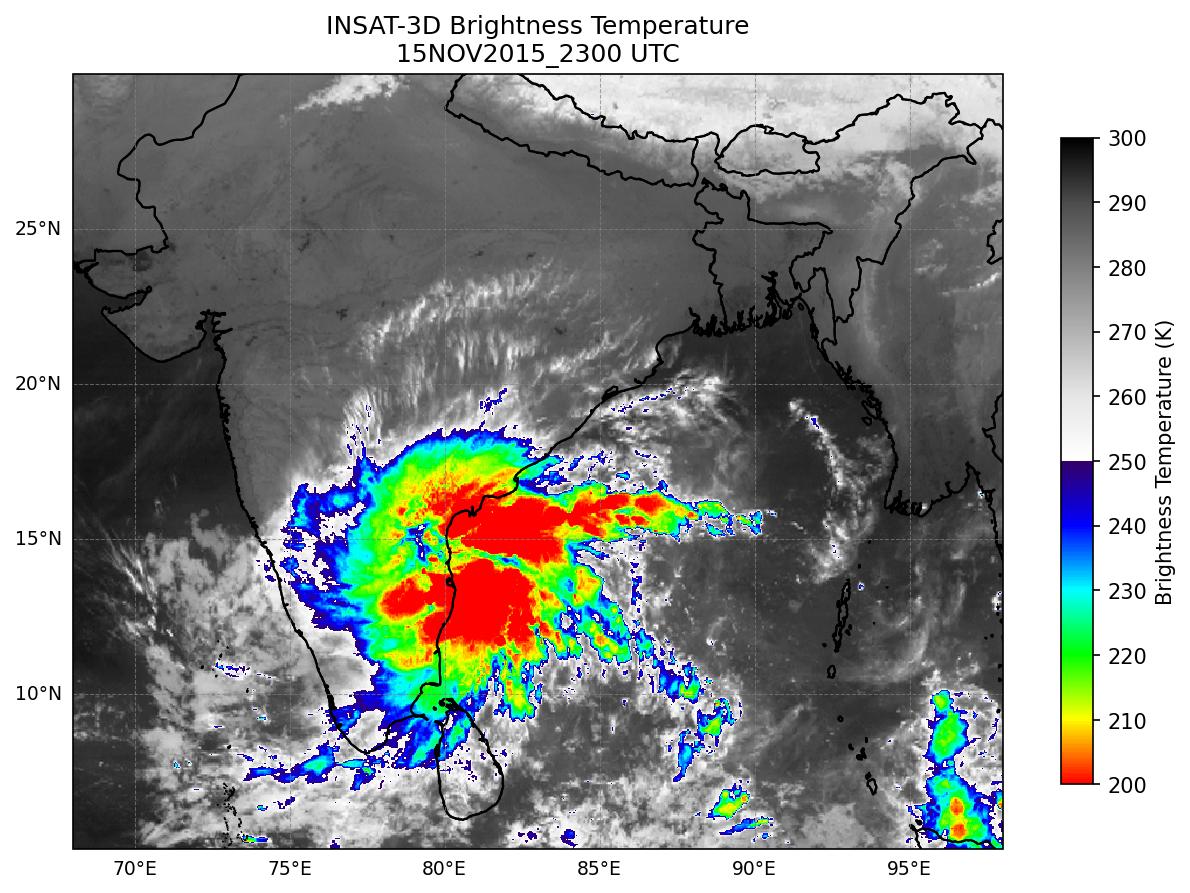 INSAT-3D Brightness Temperature
15NOV2015_2300 UTC
25°N
20°N
15°N
10°N
70°E
75°E
80°E
85°E
90°E
95°E
300
290
280
270
260
250
240
230
220
210
200
Brightness Temperature (K)